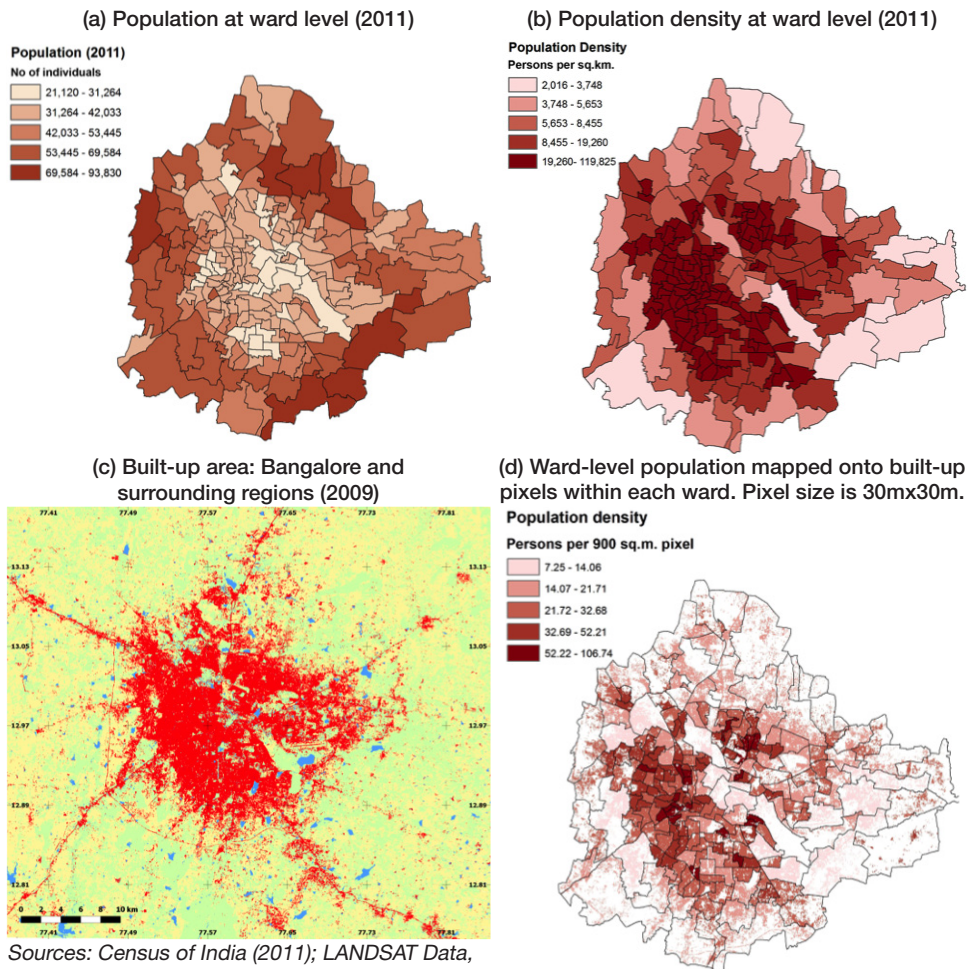 (a) Population at ward level (2011)
Population (2011)
No of individuals
21,120 - 31,264
31,264 - 42,033
42,033 - 53,445
53,445 - 69,584
69,584 - 93,830
(b) Population density at ward level (2011)
Population Density
Persons per sq.km.
2,016 - 3,748
3,748 - 5,653
5,653 - 8,455
8,455 - 19,260
19,260- 119,825
(c) Built-up area: Bangalore and
surrounding regions (2009)
77.41 77.49 77.57 77.65 77.73 77.81
13.13 13.13
13.05 13.05
12.97 12.97
12.89 12.89
12.81 12.81
0 2 4 6 8 10 km
77.41 77.49 77.57 77.65 77.73 77.81
(d) Ward-level population mapped onto built-up
pixels within each ward. Pixel size is 30mx30m.
Population density
Persons per 900 sq.m. pixel
7.25 - 14.06
14.07 - 21.71
21.72 - 32.68
32.69 - 52.21
52.22 - 106.74
Sources: Census of India (2011); LANDSAT Data,